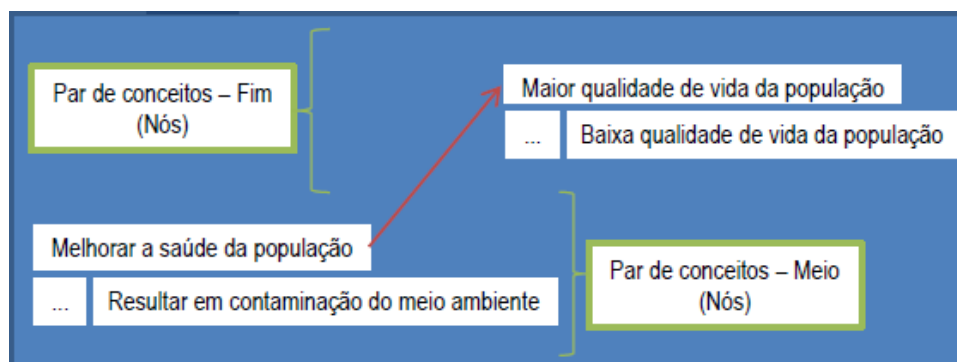 Par de conceitos – Fim
(Nós)
Maior qualidade de vida da população
... Baixa qualidade de vida da população
Melhorar a saúde da população
... Resultar em contaminação do meio ambiente
Par de conceitos – Meio
(Nós)